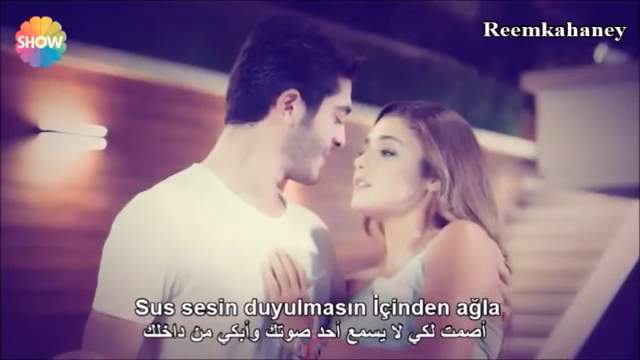 SHOW
Reemkahaney
Sus sesin duyulmasın İçinden ağla
أصمت لكي لا يسمع أحد صوتك وأبكي من داخلك